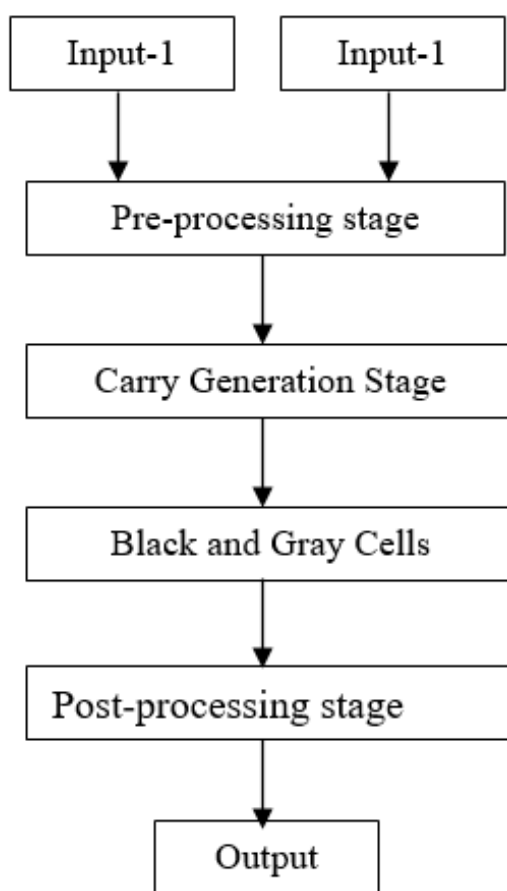 Input-1
Input-1
Pre-processing stage
Carry Generation Stage
Black and Gray Cells
Post-processing stage
Output